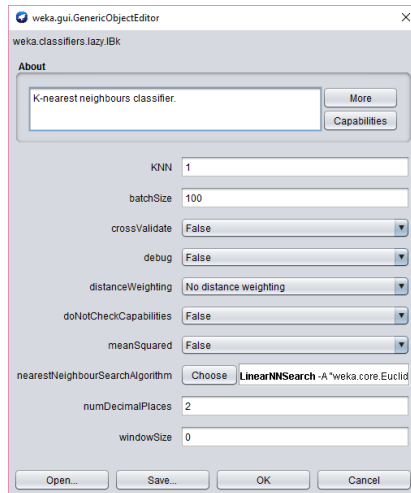 weka.gui.GenericObjectEditor
weka.classifiers.lazy.IBk
About
K-nearest neighbours classifier.
More
Capabilities
KNN 1
batchSize 100
crossValidate False
debug False
distanceWeighting No distance weighting
doNotCheckCapabilities False
meanSquared False
nearestNeighbourSearchAlgorithm Choose LinearNNSearch -A "weka.core.Euclid
numDecimalPlaces 2
windowSize 0
Open... Save... OK Cancel